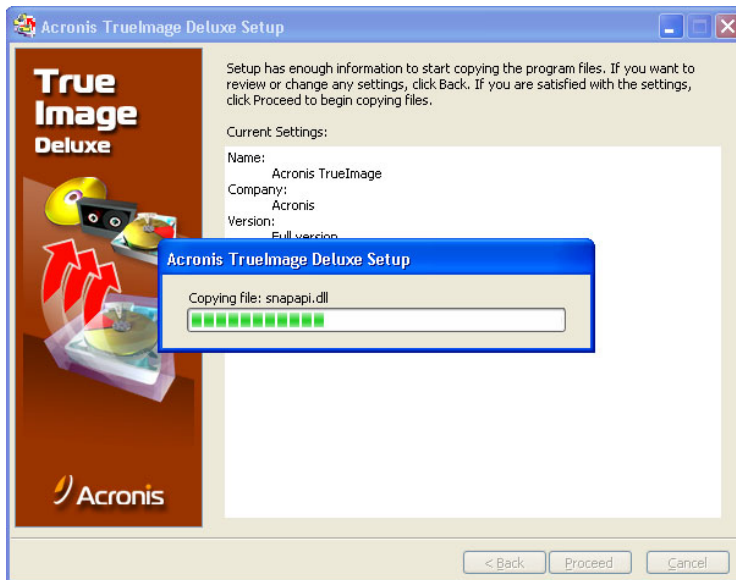 Acronis TrueImage Deluxe Setup
True
Image
Deluxe
Acronis
Setup has enough information to start copying the program files. If you want to
review or change any settings, click Back. If you are satisfied with the settings,
click Proceed to begin copying files.
Current Settings:
Name:
Acronis TrueImage
Company:
Acronis
Version:
Full version
Acronis TrueImage Deluxe Setup
Copying file: snapapi.dll
< Back
Proceed
Cancel